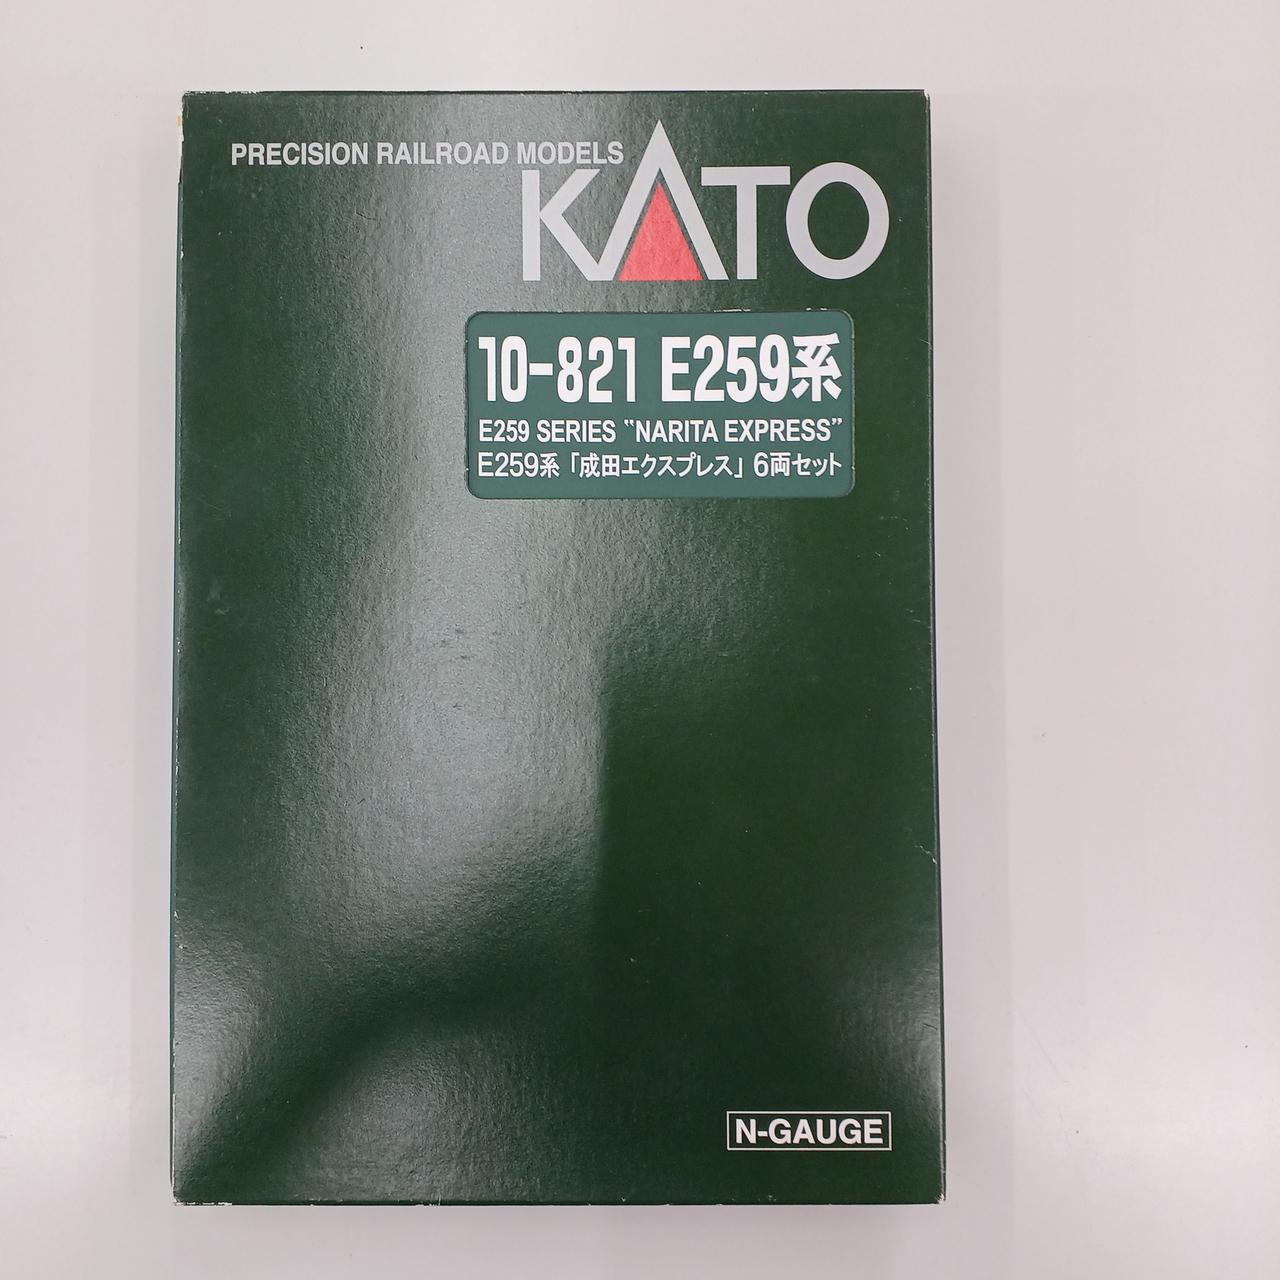 PRECISION RAILROAD MODELS
KATO
10-821 E259系
E259 SERIES “NARITA EXPRESS”
E259系「成田エクスプレス」6両セット
N-GAUGE